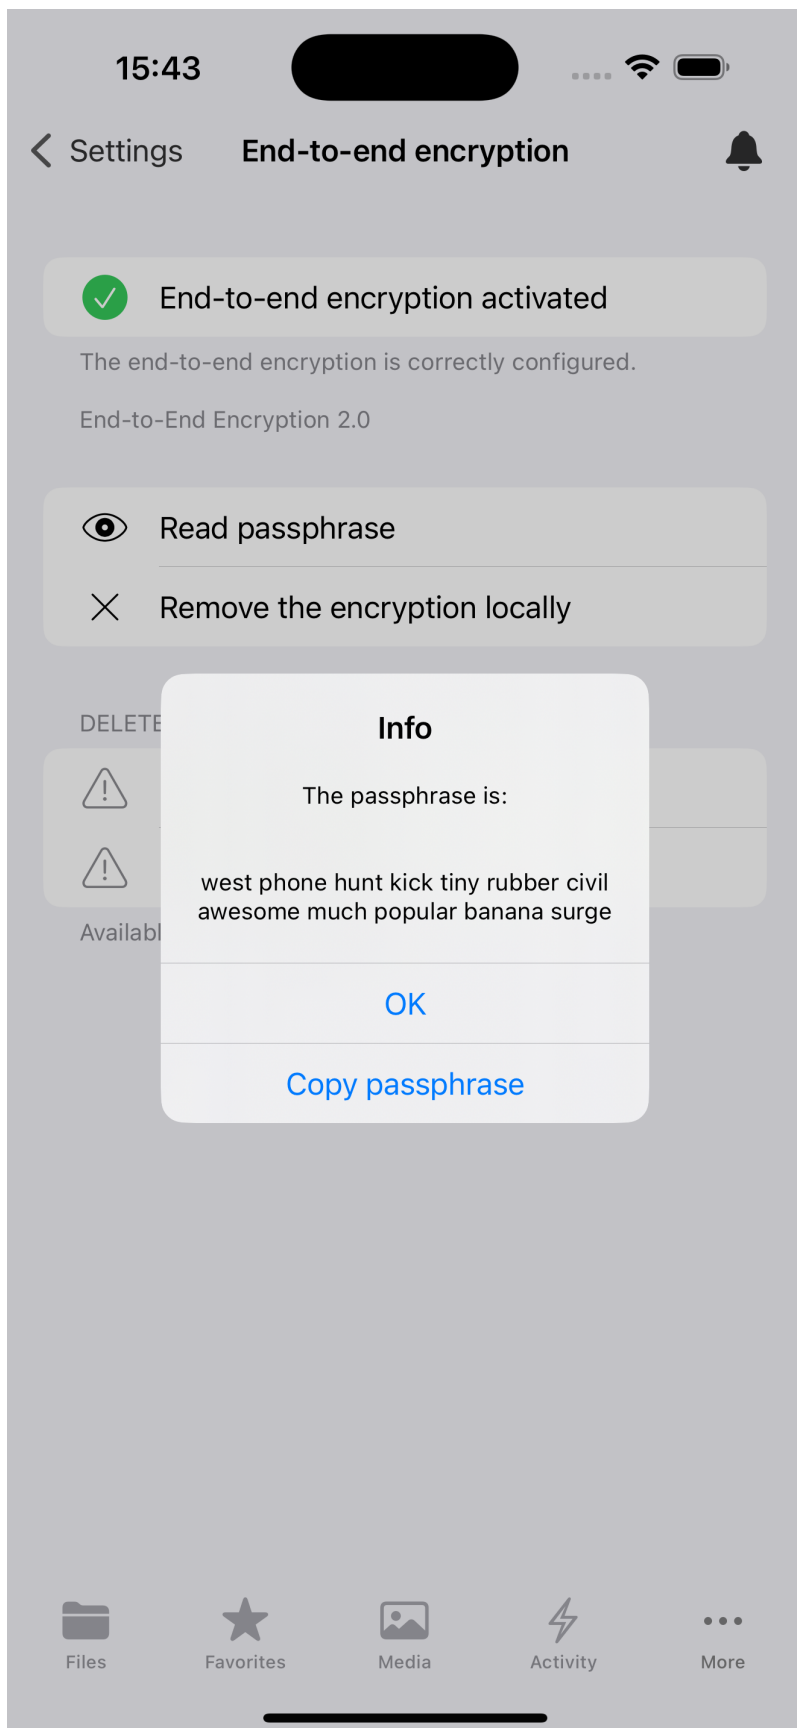 15:43
Settings
End-to-end encryption
End-to-end encryption activated
The end-to-end encryption is correctly configured.
End-to-End Encryption 2.0
Read passphrase
Remove the encryption locally
DELETE
Info
The passphrase is:
west phone hunt kick tiny rubber civil
awesome much popular banana surge
OK
Copy passphrase
Files
Favorites
Media
Activity
More